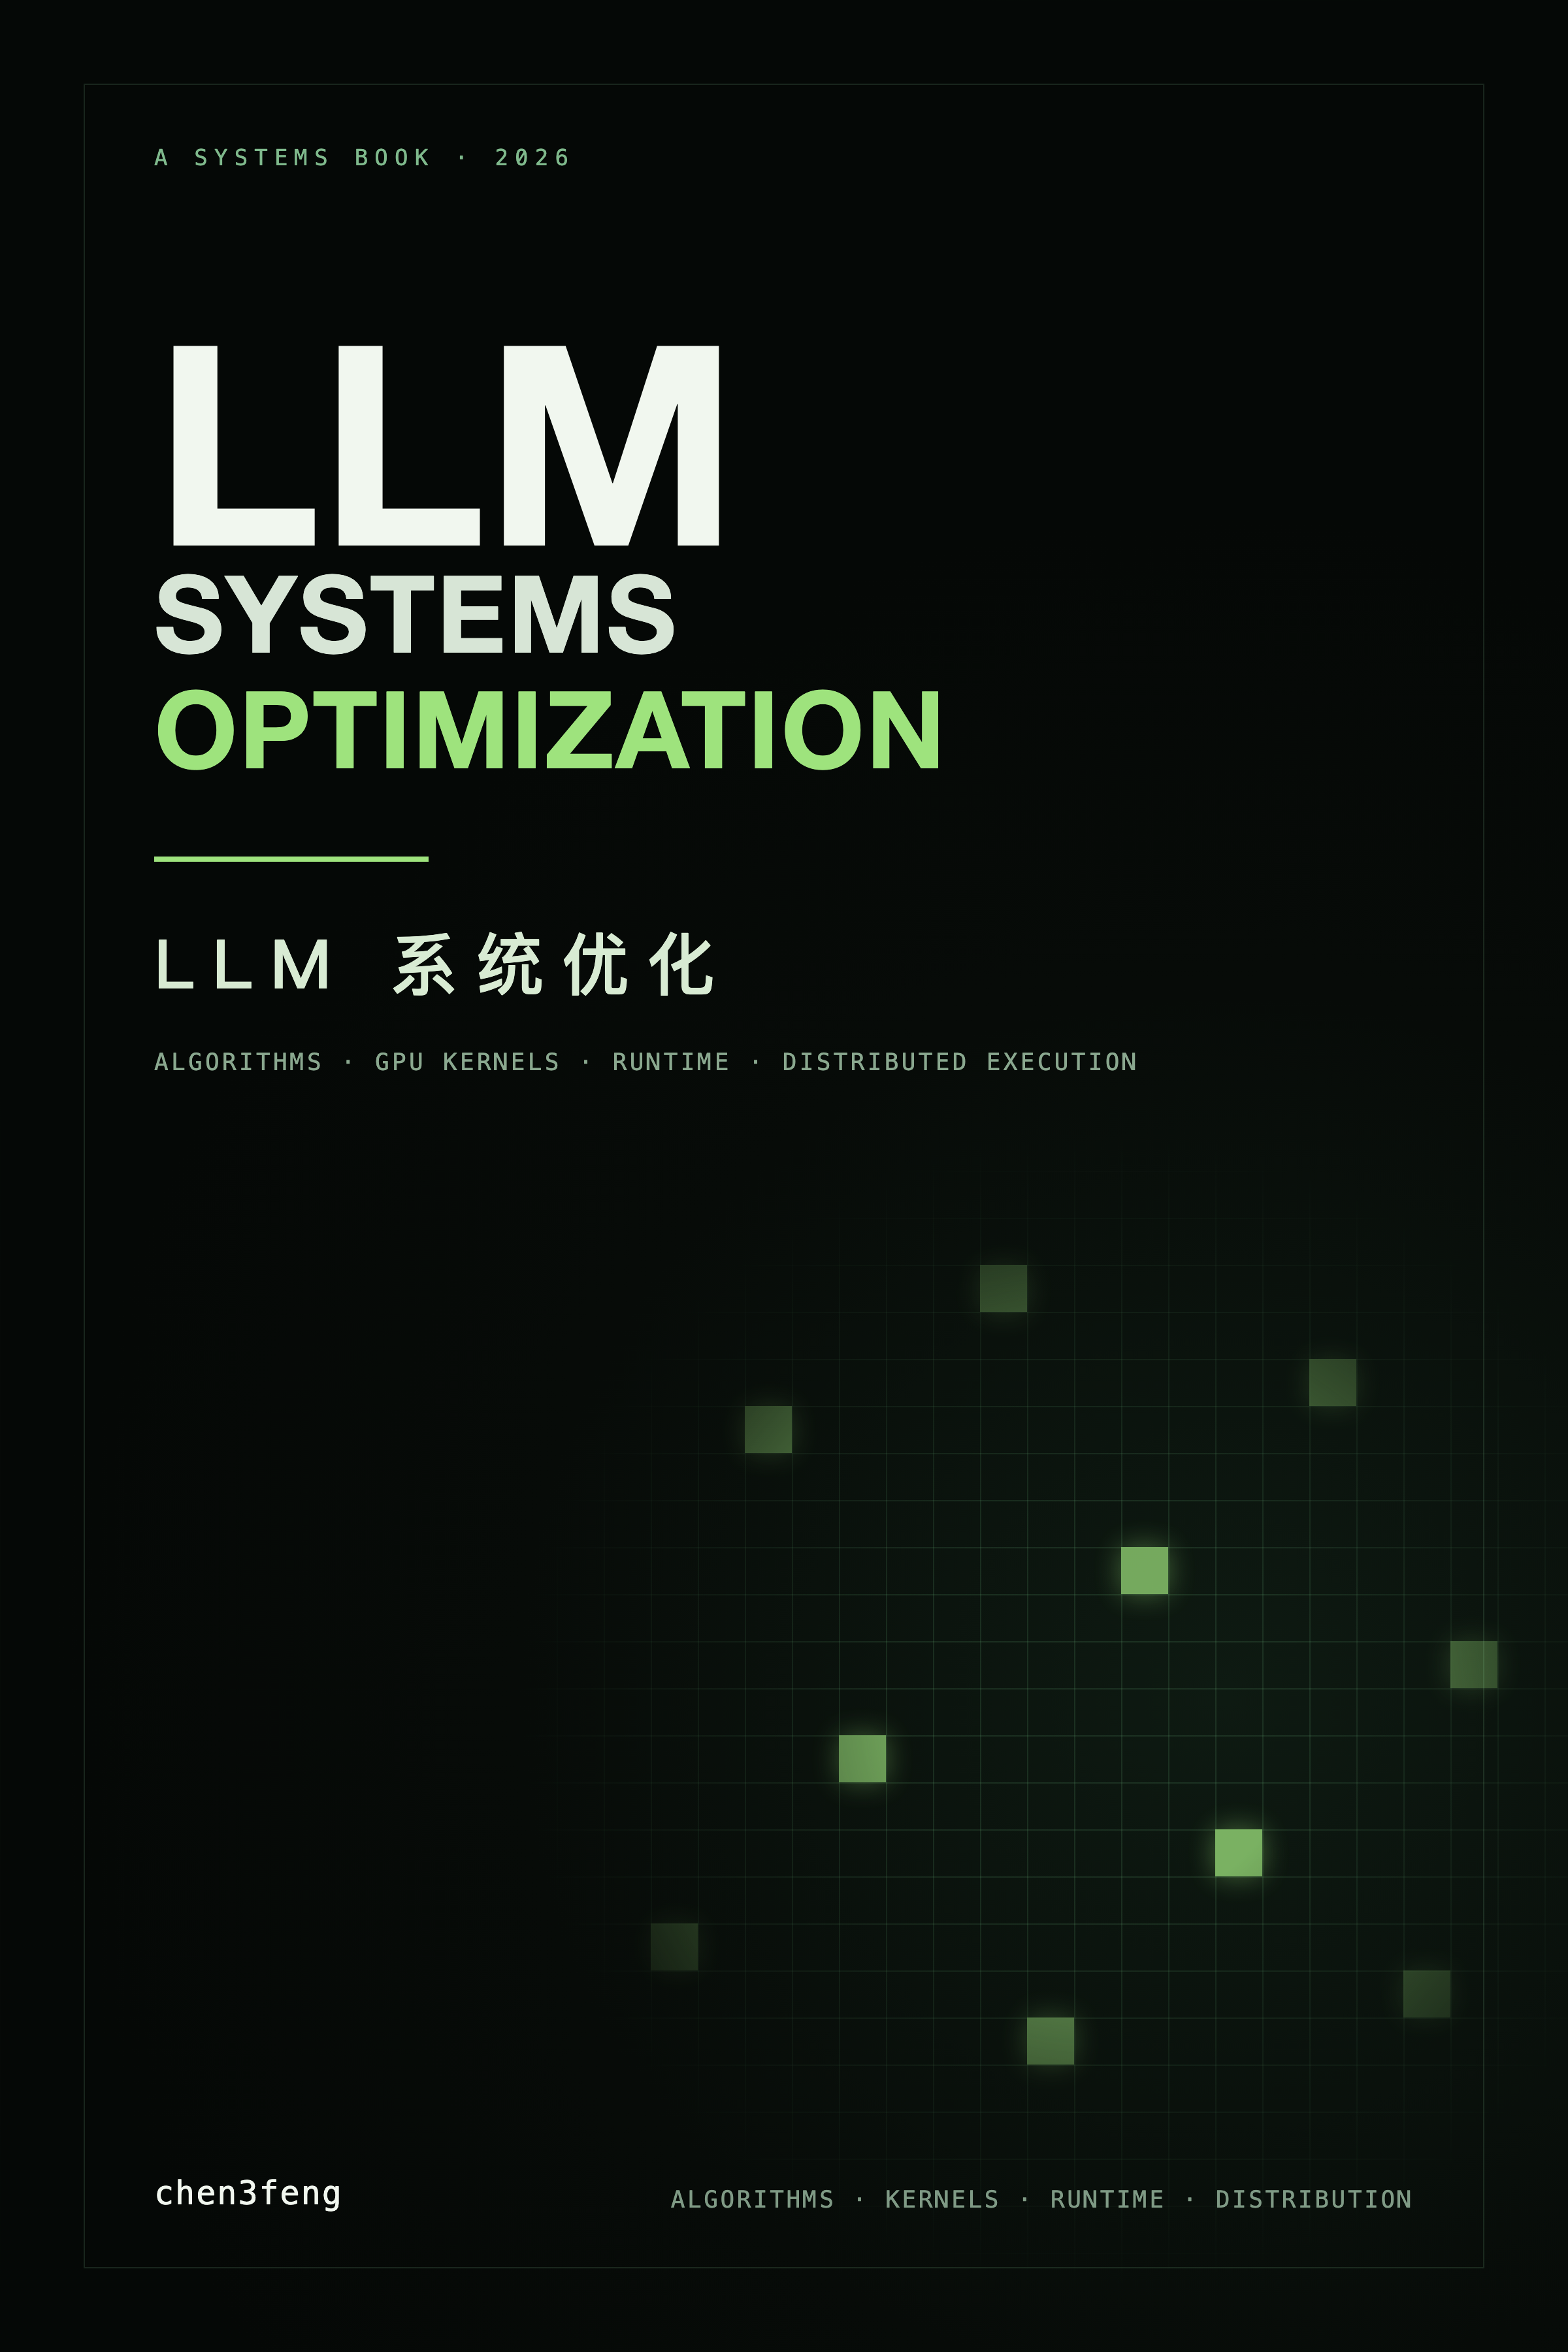 A SYSTEMS BOOK · 2026
LLM
SYSTEMS
OPTIMIZATION
LLM 系统优化
ALGORITHMS · GPU KERNELS · RUNTIME · DISTRIBUTED EXECUTION
chen3feng
ALGORITHMS · KERNELS · RUNTIME · DISTRIBUTION